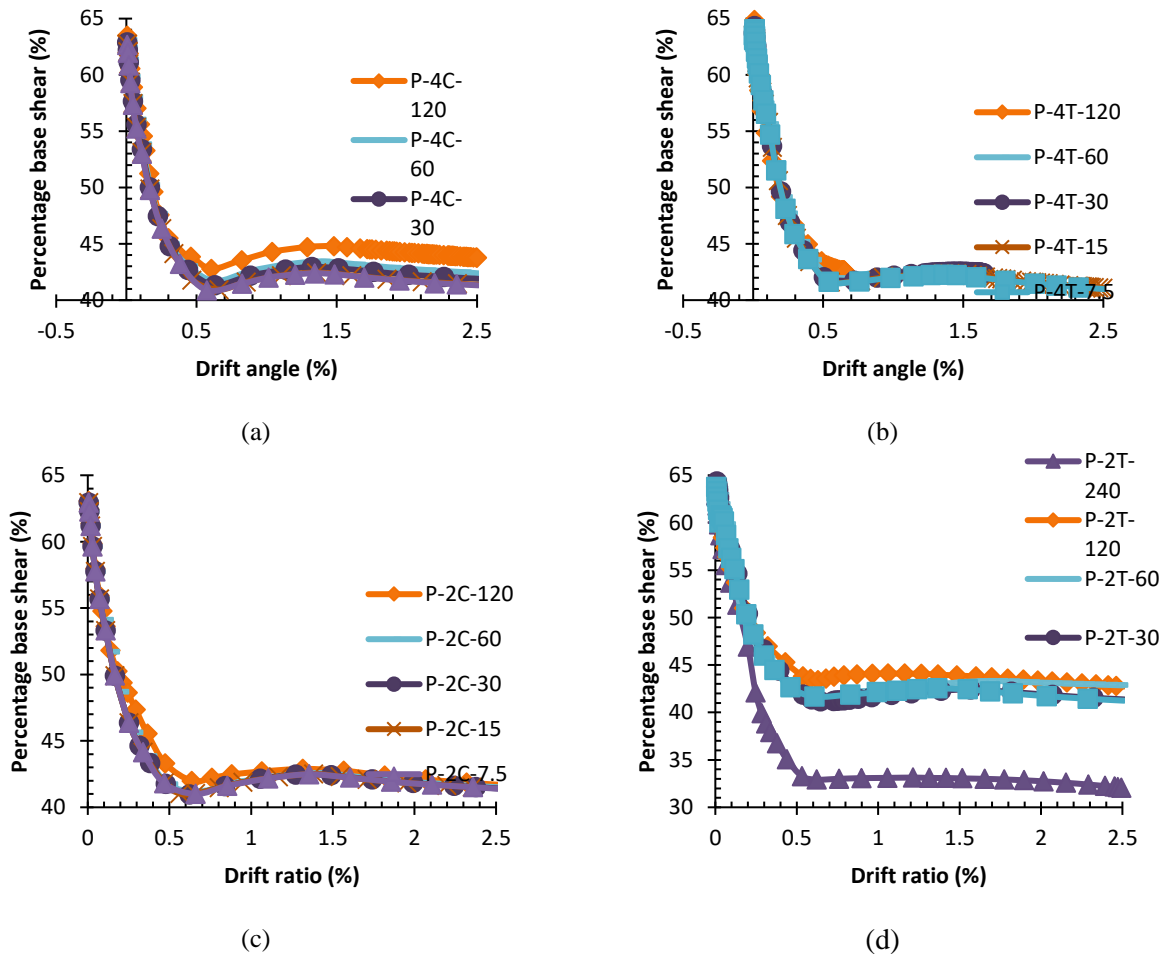 65
60
55
50
45
40
Percentage base shear (%)
-0.5
0.5
1.5
2.5
Drift angle (%)
P-4C-
120
P-4C-
60
P-4C-
30
(a)
65
60
55
50
45
40
Percentage base shear (%)
-0.5
0.5
1.5
2.5
Drift angle (%)
P-4T-120
P-4T-60
P-4T-30
P-4T-15
P-4T-7.5
(b)
65
60
55
50
45
40
Percentage base shear (%)
0
0.5
1
1.5
2
2.5
Drift ratio (%)
P-2C-120
P-2C-60
P-2C-30
P-2C-15
P-2C-7.5
(c)
65
60
55
50
45
40
35
30
Percentage base shear (%)
0
0.5
1
1.5
2
2.5
Drift ratio (%)
P-2T-
240
P-2T-
120
P-2T-60
P-2T-30
(d)